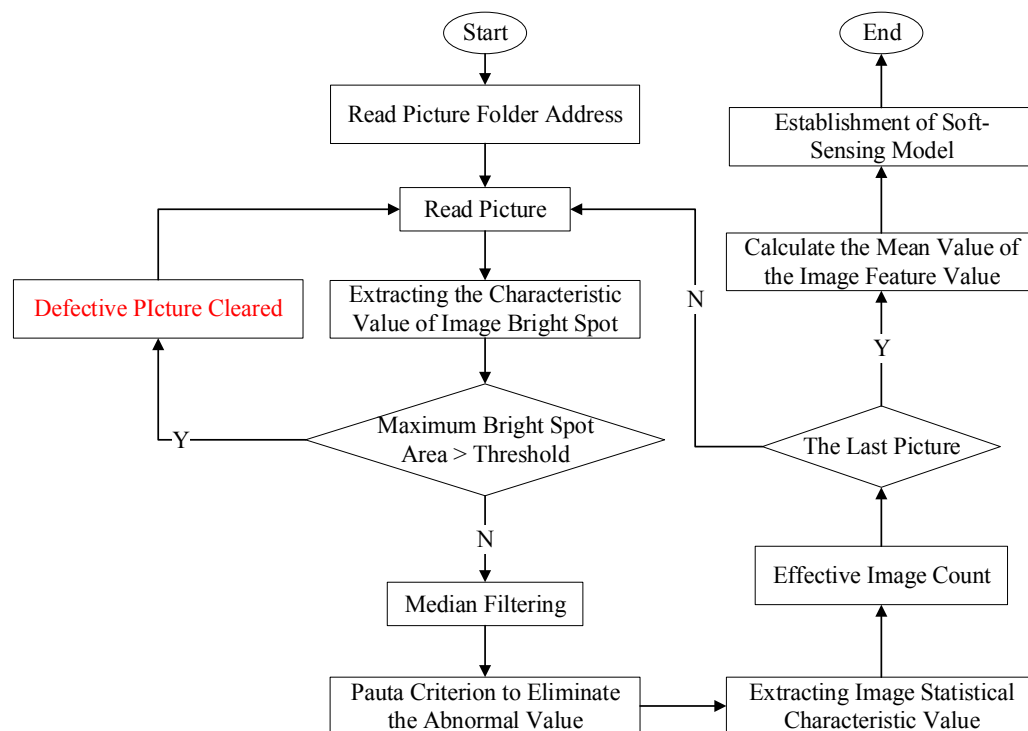 Start
Read Picture Folder Address
Read Picture
Extracting the Characteristic
Value of Image Bright Spot
Defective PIcture Cleared
Maximum Bright Spot
Area > Threshold
Y
N
Median Filtering
Pauta Criterion to Eliminate
the Abnormal Value
Extracting Image Statistical
Characteristic Value
Effective Image Count
The Last Picture
N
Y
Calculate the Mean Value of
the Image Feature Value
Establishment of Soft-
Sensing Model
End